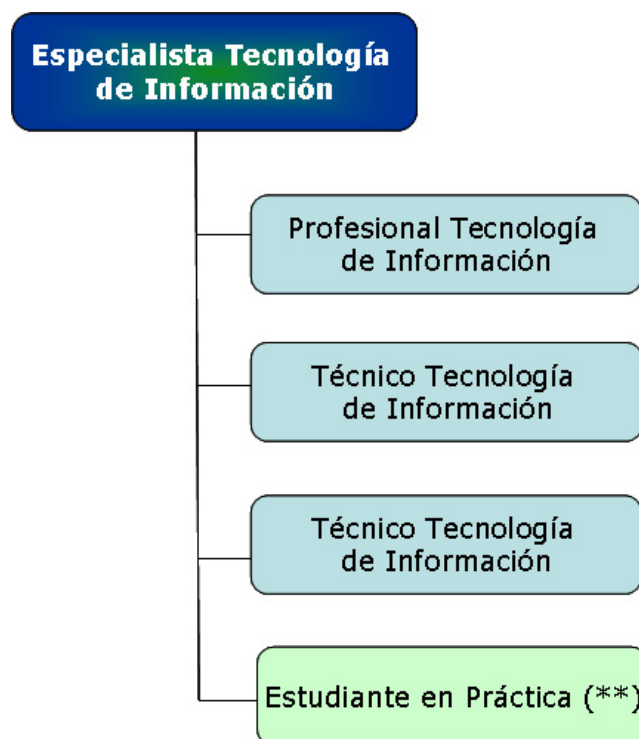 Especialista Tecnología
de Información
Profesional Tecnología
de Información
Técnico Tecnología
de Información
Técnico Tecnología
de Información
Estudiante en Práctica (**)